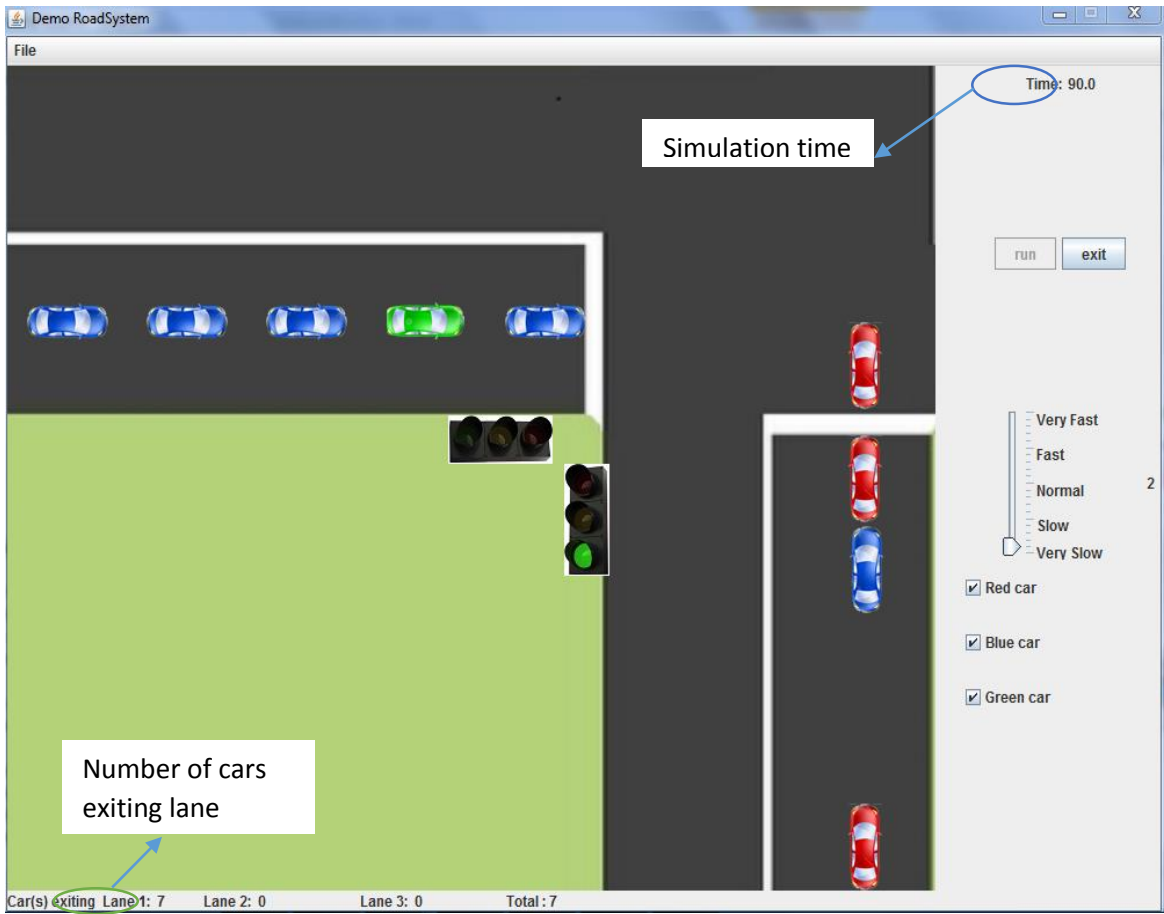 Demo RoadSystem
File
Time: 90.0
Simulation time
run
exit
Very Fast
Fast
Normal
2
Slow
Very Slow
Red car
Blue car
Green car
Number of cars
exiting lane
Car(s) exiting Lane 1: 7 Lane 2: 0 Lane 3: 0 Total : 7